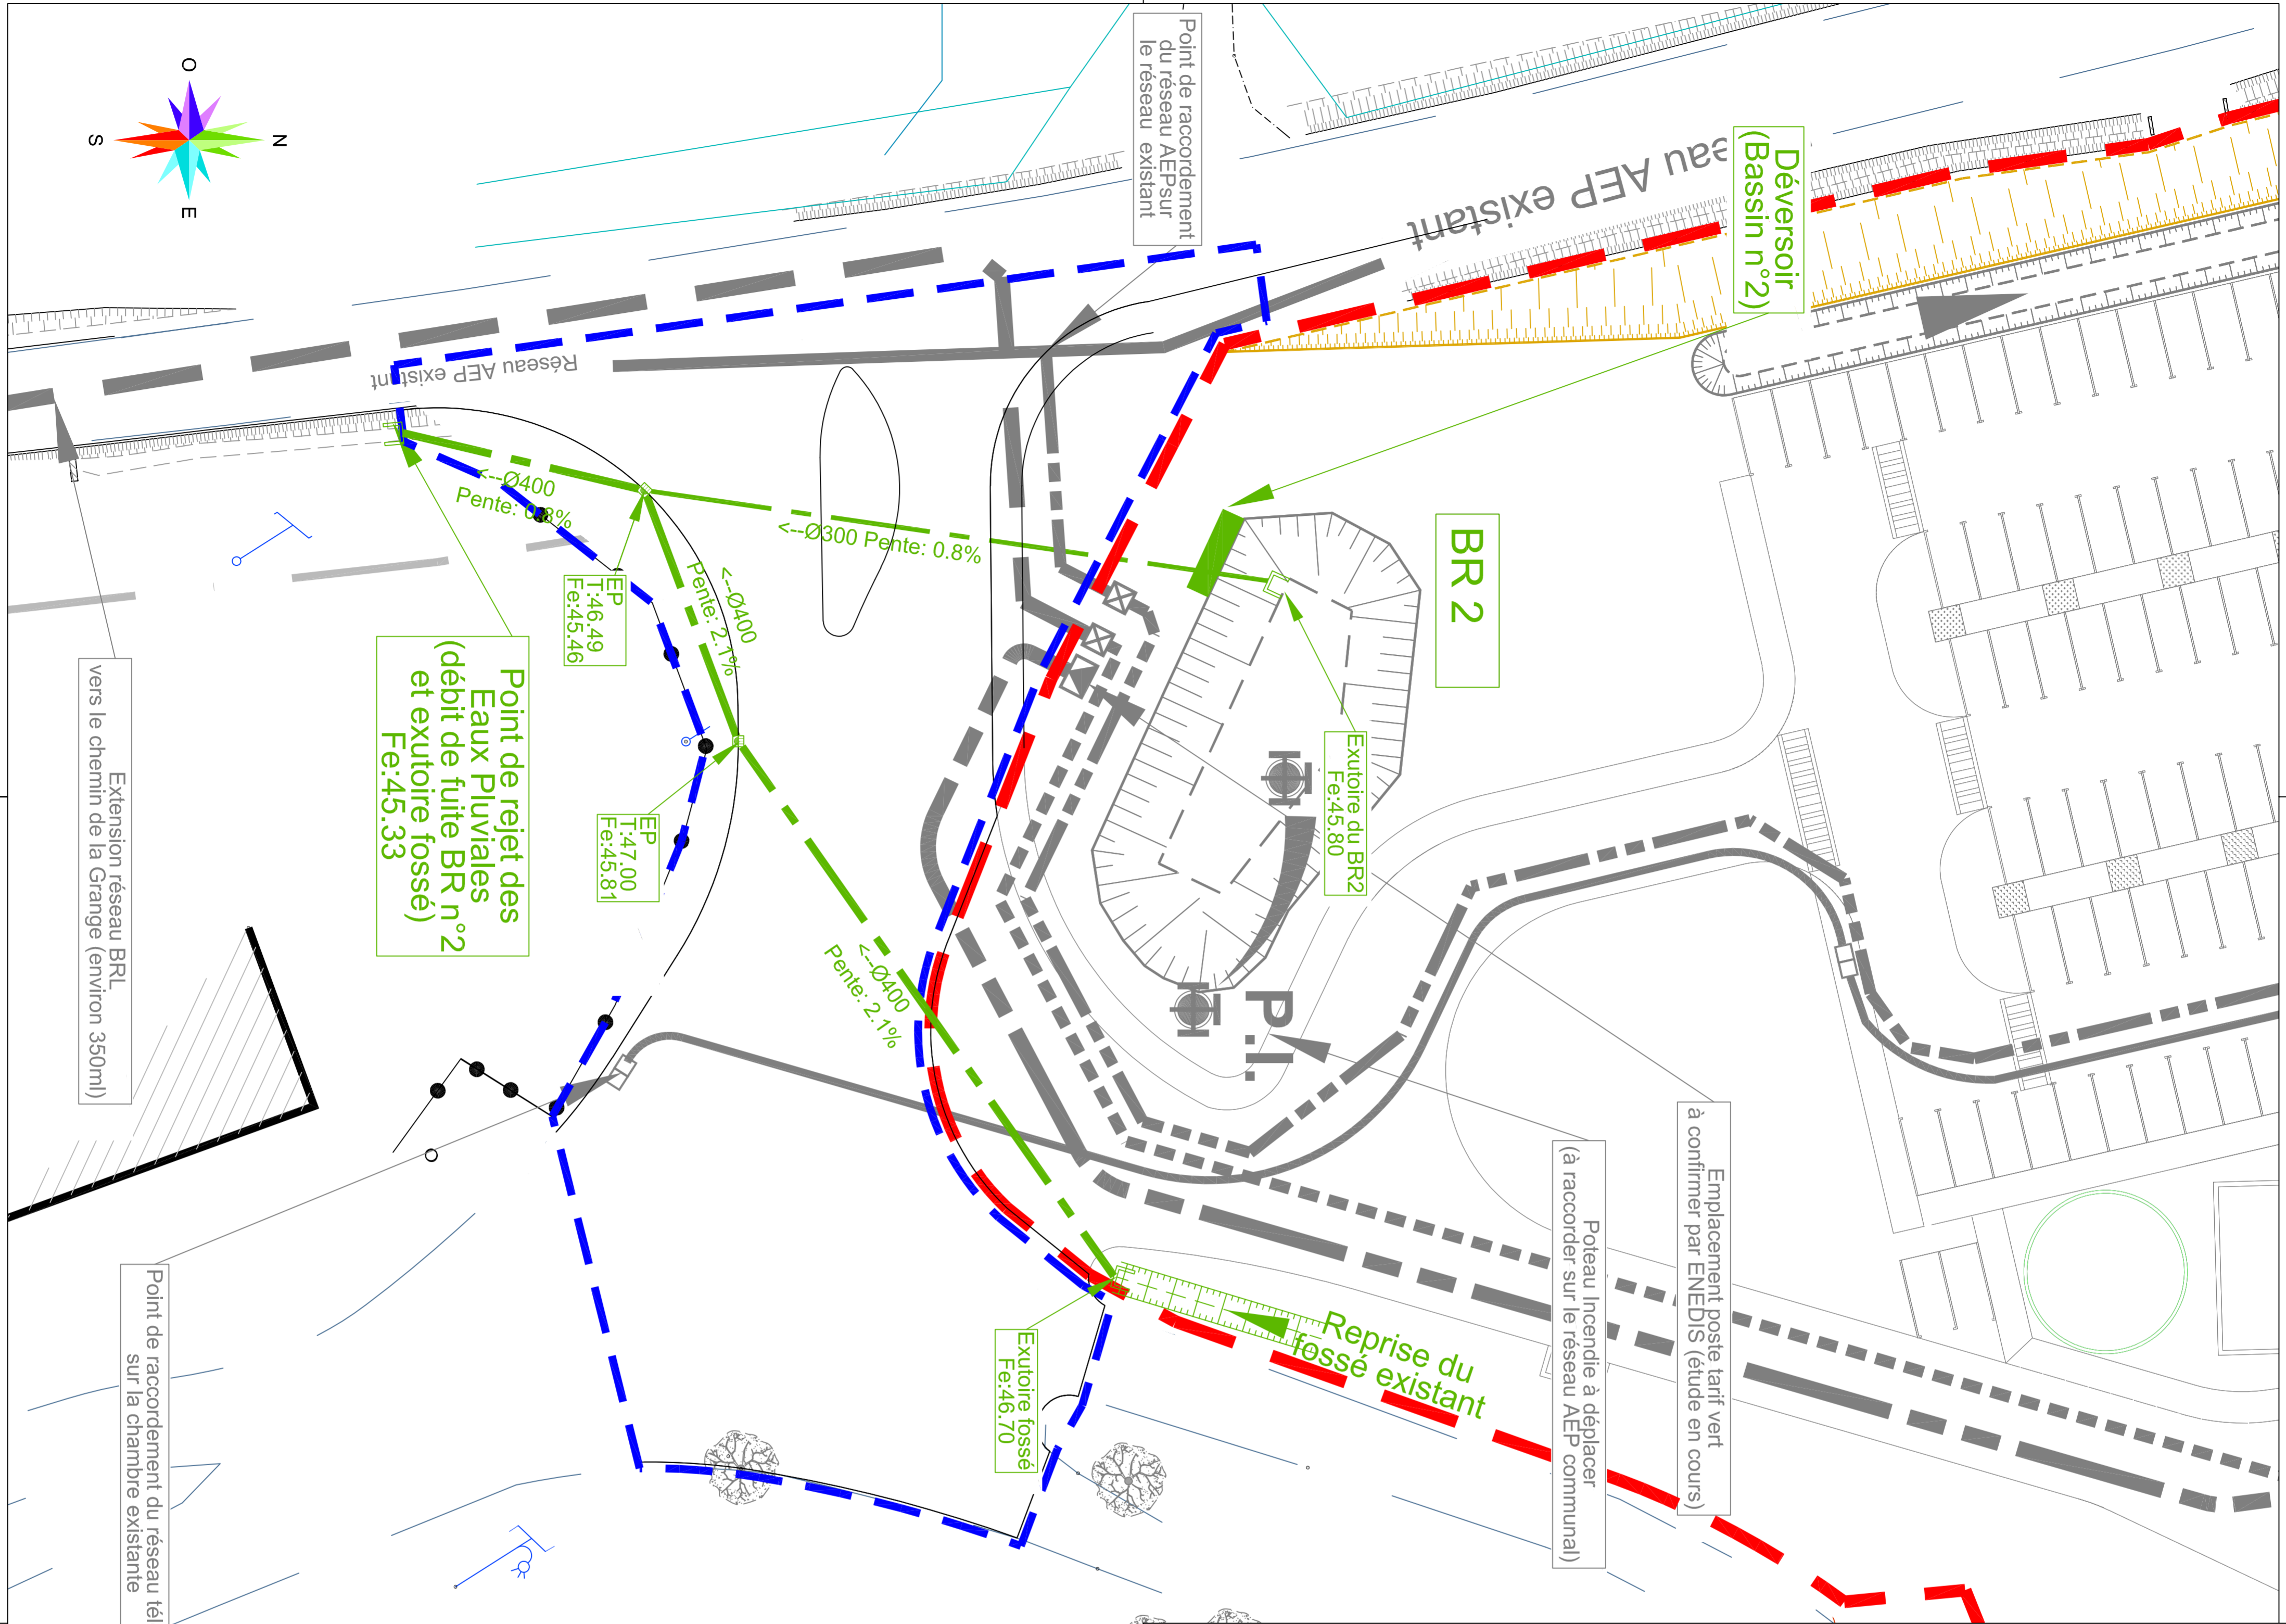 O
N
S
E
Point de raccordement
du réseau AEPsur
le réseau existant
eau AEP existant
Déversoir
(Bassin n°2)
Réseau AEP existant
<--Ø400
Pente: 0.8%
<--Ø300 Pente: 0.8%
BR 2
EP
T:46.49
Fe:45.46
<--Ø400
Pente: 2.1%
Point de rejet des
Eaux Pluviales
(débit de fuite BR n°2
et exutoire fossé)
Fe:45.33
Extension réseau BRL
vers le chemin de la Grange (environ 350ml)
Exutoire du BR2
Fe:45.80
EP
T:47.00
Fe:45.81
<--Ø400
Pente: 2.1%
P.I.
Emplacement poste tarif vert
à confirmer par ENEDIS (étude en cours)
Poteau Incendie à déplacer
(à raccorder sur le réseau AEP communal)
Reprise du
fossé existant
Exutoire fossé
Fe:46.70
Point de raccordement du réseau tél
sur la chambre existante